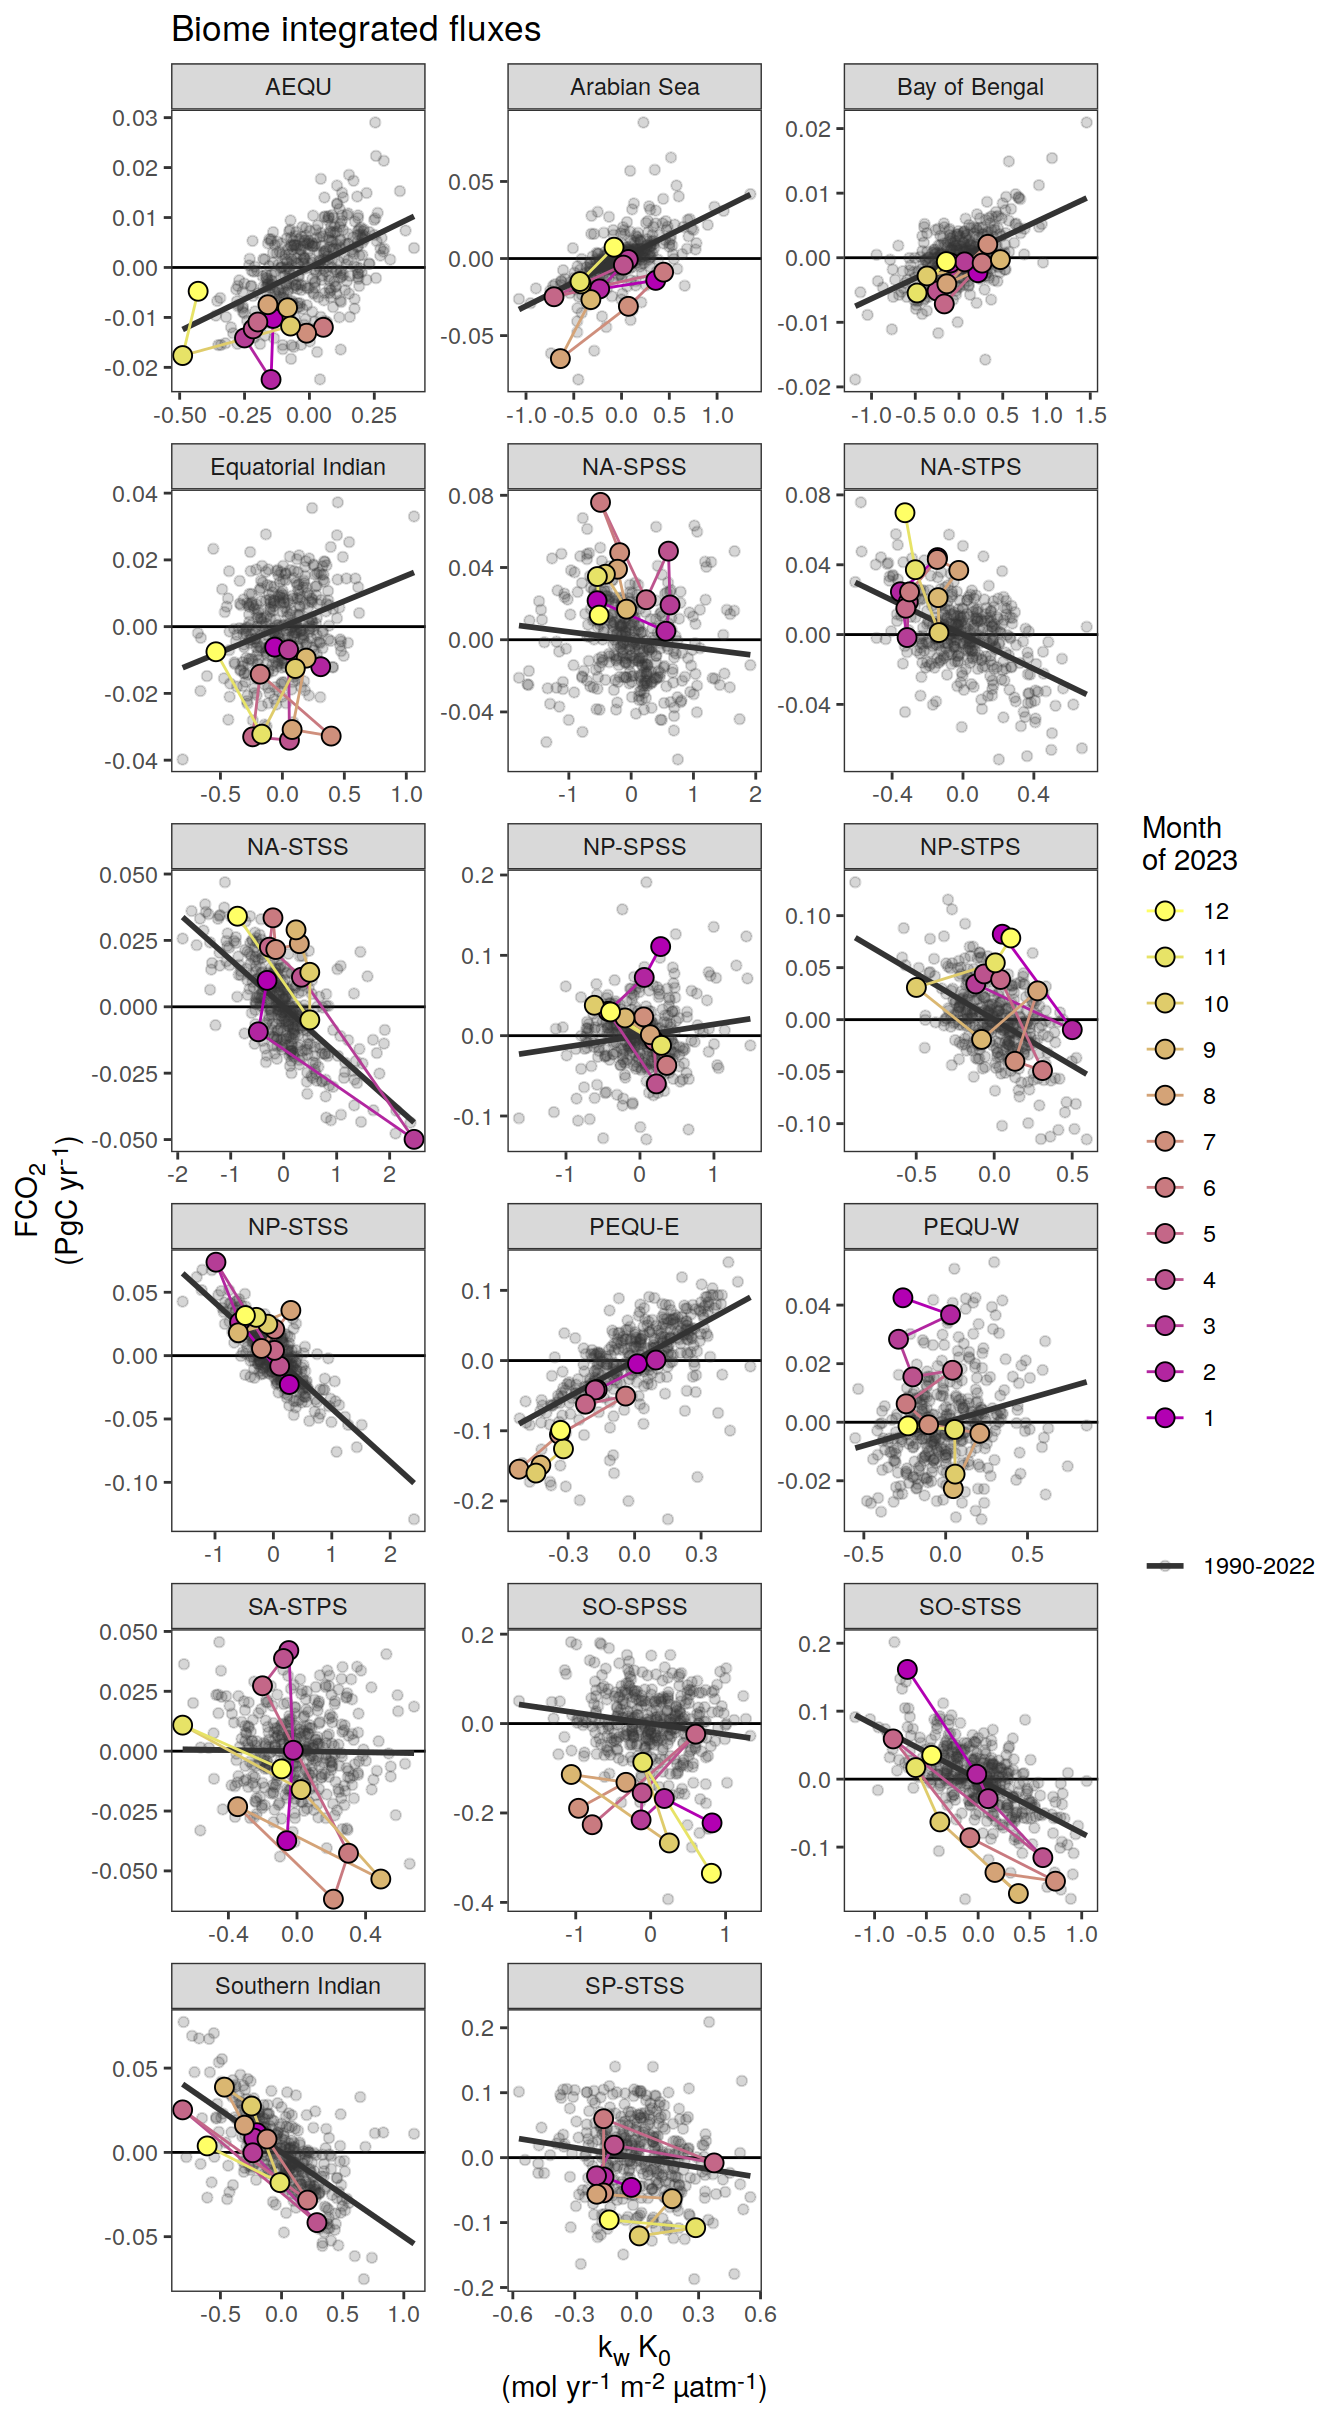 Biome integrated fluxes
AEQU
Arabian Sea
Bay of Bengal
0.03
0.02
0.01
0.00
-0.01
-0.02
-0.50 -0.25 0.00 0.25
0.05
0.00
-0.05
-1.0 -0.5 0.0 0.5 1.0
0.02
0.01
0.00
-0.01
-0.02
-1.0 -0.5 0.0 0.5 1.0 1.5
Equatorial Indian
NA-SPSS
NA-STPS
0.04
0.02
0.00
-0.02
-0.04
-0.5 0.0 0.5 1.0
0.08
0.04
0.00
-0.04
-1 0 1 2
0.08
0.04
0.00
-0.04
-0.4 0.0 0.4
NA-STSS
NP-SPSS
NP-STPS
0.050
0.025
0.000
-0.025
-0.050
-2 -1 0 1 2
0.2
0.1
0.0
-0.1
-1 0 1
0.10
0.05
0.00
-0.05
-0.10
-0.5 0.0 0.5
NP-STSS
PEQU-E
PEQU-W
0.05
0.00
-0.05
-0.10
-1 0 1 2
0.1
0.0
-0.1
-0.2
-0.3 0.0 0.3
0.04
0.02
0.00
-0.02
-0.5 0.0 0.5
SA-STPS
SO-SPSS
SO-STSS
0.050
0.025
0.000
-0.025
-0.050
-0.4 0.0 0.4
0.2
0.0
-0.2
-0.4
-1 0 1
0.2
0.1
0.0
-0.1
-1.0 -0.5 0.0 0.5 1.0
Southern Indian
SP-STSS
0.05
0.00
-0.05
-0.5 0.0 0.5 1.0
0.2
0.1
0.0
-0.1
-0.2
-0.6 -0.3 0.0 0.3 0.6
FCO₂
(PgC yr⁻¹)
k_w K₀
(mol yr⁻¹ m⁻² µatm⁻¹)
Month
of 2023
12
11
10
9
8
7
6
5
4
3
2
1
1990-2022